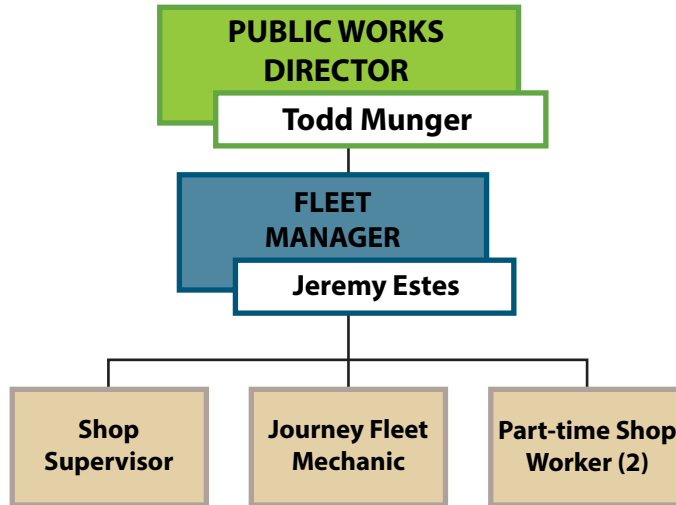 PUBLIC WORKS
DIRECTOR
Todd Munger
FLEET
MANAGER
Jeremy Estes
Shop
Supervisor
Journey Fleet
Mechanic
Part-time Shop
Worker (2)